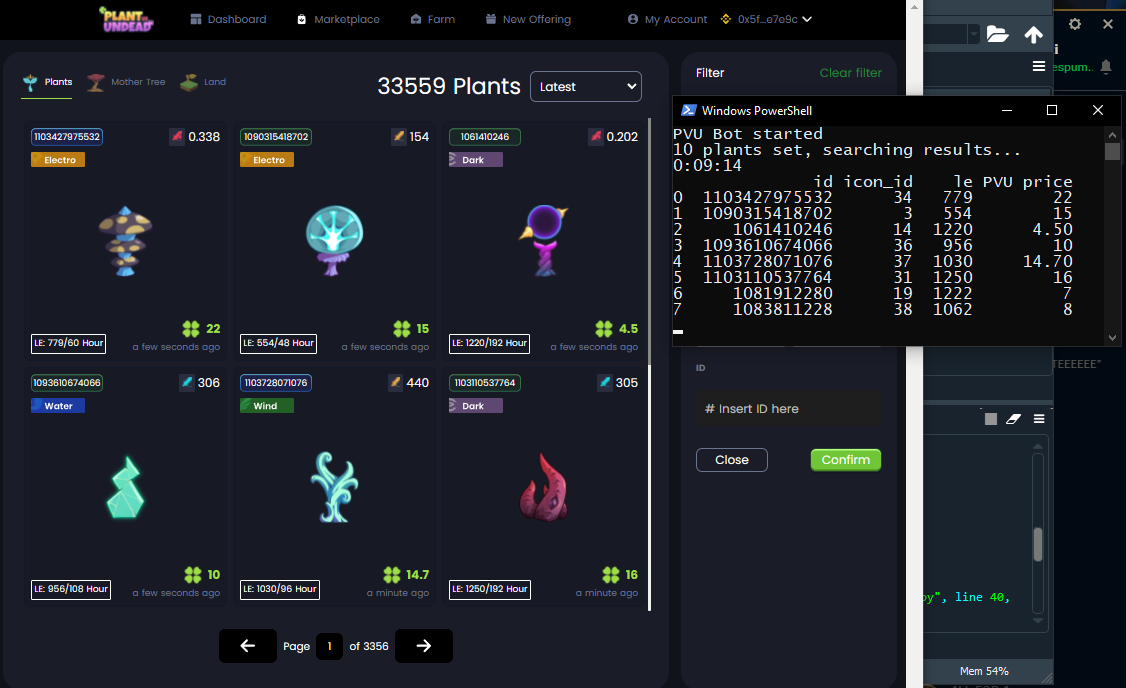 PLANT VS UNDEAD
Dashboard
Marketplace
Farm
New Offering
My Account
0x5f...e7e9c
Plants
Mother Tree
Land
33559 Plants
Latest
1103427975532
0.338
Electro
LE: 779/60 Hour
22
a few seconds ago
1090315418702
154
Electro
LE: 554/48 Hour
15
a few seconds ago
1061410246
0.202
Dark
LE: 1220/192 Hour
4.5
a few seconds ago
1093610674066
306
Water
LE: 956/108 Hour
10
a few seconds ago
1103728071076
440
Wind
LE: 1030/96 Hour
14.7
a minute ago
1103110537764
305
Dark
LE: 1250/192 Hour
16
a minute ago
Page 1 of 3356
Filter
Clear filter
Windows PowerShell
PVU Bot started
10 plants set, searching results...
0:09:14
id icon_id le PVU price
0 1103427975532 34 779 22
1 1090315418702 3 554 15
2 1061410246 14 1220 4.50
3 1093610674066 36 956 10
4 1103728071076 37 1030 14.70
5 1103110537764 31 1250 16
6 1081912280 19 1222 7
7 1083811228 38 1062 8
ID
# Insert ID here
Close
Confirm
i
espum..
TEEEEEE"
py", line 40,
Mem 54%